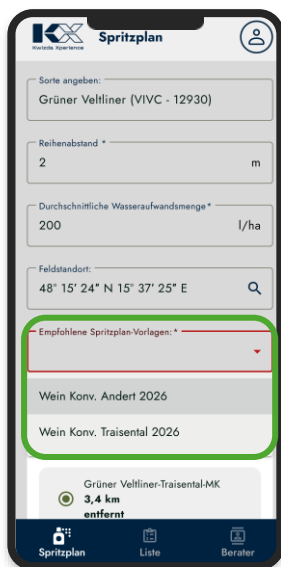 KX
Kwizda Xpertence
Spritzplan
Sorte angeben:
Grüner Veltliner (VIVC - 12930)
Reihenabstand *
2 m
Durchschnittliche Wasseraufwandsmenge*
200 l/ha
Feldstandort:
48° 15′ 24″ N 15° 37′ 25″ E
Empfohlene Spritzplan-Vorlagen: *
Wein Konv. Andert 2026
Wein Konv. Traisental 2026
Grüner Veltliner-Traisental-MK
3,4 km
entfernt
Spritzplan Liste Berater